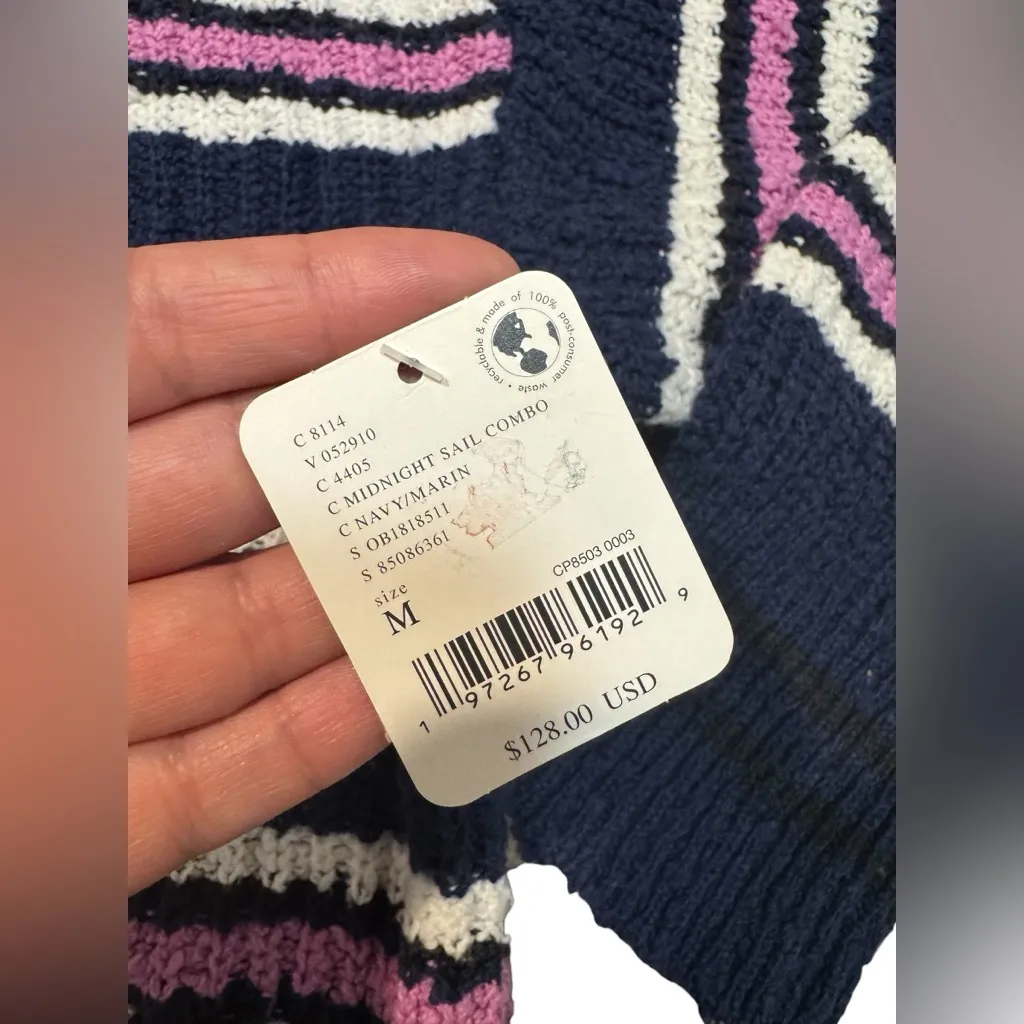 recyclable & made of 100% post-consumer waste •
C 8114
V 052910
C 4405
C MIDNIGHT SAIL COMBO
C NAVY/MARIN
S OB1818511
S 85086361
size
M
CP8503 0003
1 97267 96192 9
$128.00 USD